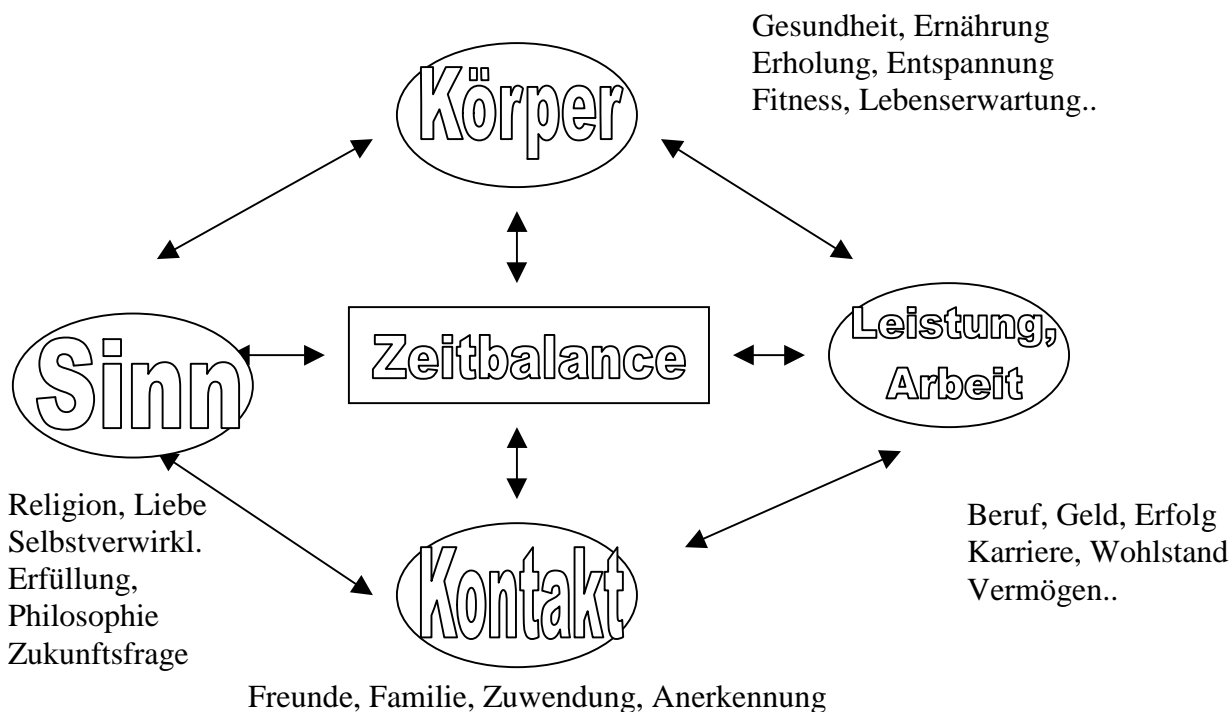 Gesundheit, Ernährung
Erholung, Entspannung
Fitness, Lebenserwartung..
Körper
Sinn
Zeitbalance
Leistung,
Arbeit
Religion, Liebe
Selbstverwirkl.
Erfüllung,
Philosophie
Zukunftsfrage
Kontakt
Beruf, Geld, Erfolg
Karriere, Wohlstand
Vermögen..
Freunde, Familie, Zuwendung, Anerkennung